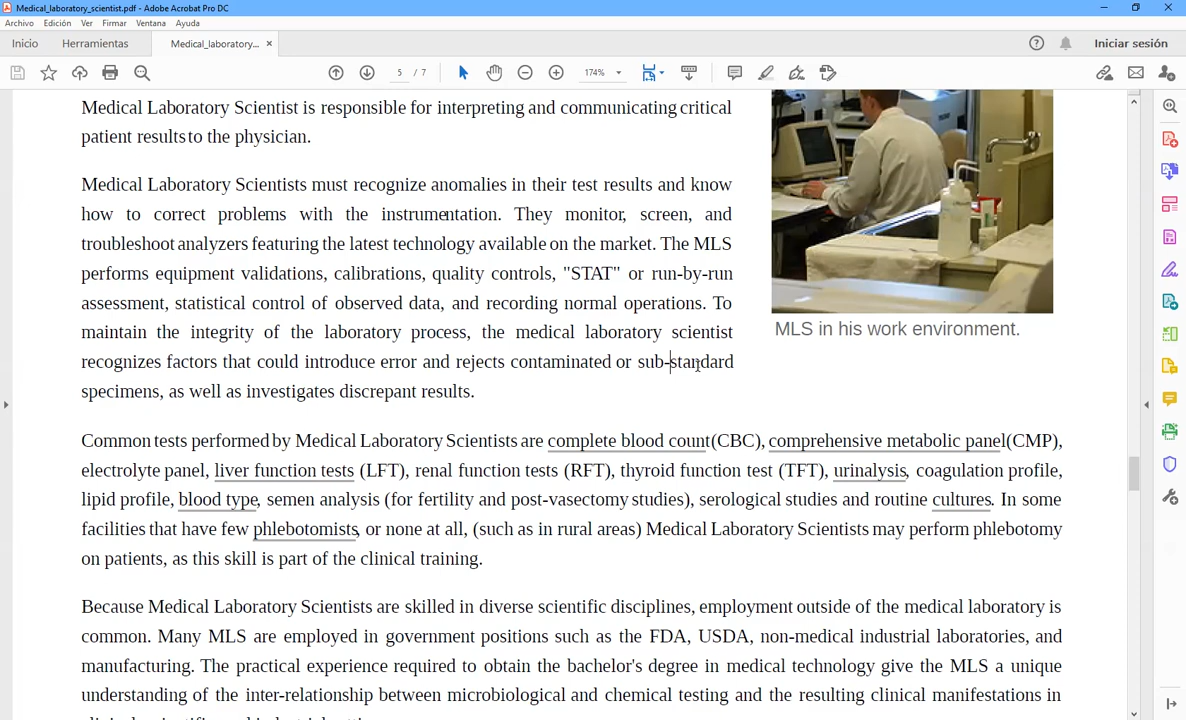 Medical_laboratory_scientist.pdf - Adobe Acrobat Pro DC
Archivo Edición Ver Firmar Ventana Ayuda
Inicio Herramientas Medical_laboratory... × Iniciar sesión
5 / 7 174%
Medical Laboratory Scientist is responsible for interpreting and communicating critical
patient results to the physician.
Medical Laboratory Scientists must recognize anomalies in their test results and know
how to correct problems with the instrumentation. They monitor, screen, and
troubleshoot analyzers featuring the latest technology available on the market. The MLS
performs equipment validations, calibrations, quality controls, "STAT" or run-by-run
assessment, statistical control of observed data, and recording normal operations. To
maintain the integrity of the laboratory process, the medical laboratory scientist
recognizes factors that could introduce error and rejects contaminated or sub-standard
specimens, as well as investigates discrepant results.
MLS in his work environment.
Common tests performed by Medical Laboratory Scientists are complete blood count (CBC), comprehensive metabolic panel (CMP),
electrolyte panel, liver function tests (LFT), renal function tests (RFT), thyroid function test (TFT), urinalysis, coagulation profile,
lipid profile, blood type, semen analysis (for fertility and post-vasectomy studies), serological studies and routine cultures. In some
facilities that have few phlebotomists, or none at all, (such as in rural areas) Medical Laboratory Scientists may perform phlebotomy
on patients, as this skill is part of the clinical training.
Because Medical Laboratory Scientists are skilled in diverse scientific disciplines, employment outside of the medical laboratory is
common. Many MLS are employed in government positions such as the FDA, USDA, non-medical industrial laboratories, and
manufacturing. The practical experience required to obtain the bachelor's degree in medical technology give the MLS a unique
understanding of the inter-relationship between microbiological and chemical testing and the resulting clinical manifestations in